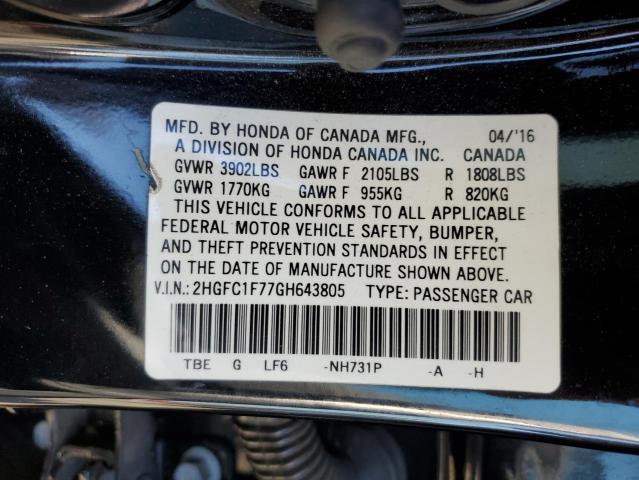 MFD. BY HONDA OF CANADA MFG., 04/'16
A DIVISION OF HONDA CANADA INC. CANADA
GVWR 3902LBS GAWR F 2105LBS R 1808LBS
GVWR 1770KG GAWR F 955KG R 820KG
THIS VEHICLE CONFORMS TO ALL APPLICABLE
FEDERAL MOTOR VEHICLE SAFETY, BUMPER,
AND THEFT PREVENTION STANDARDS IN EFFECT
ON THE DATE OF MANUFACTURE SHOWN ABOVE.
V.I.N.: 2HGFC1F77GH643805 TYPE: PASSENGER CAR
TBE G LF6 -NH731P -A -H